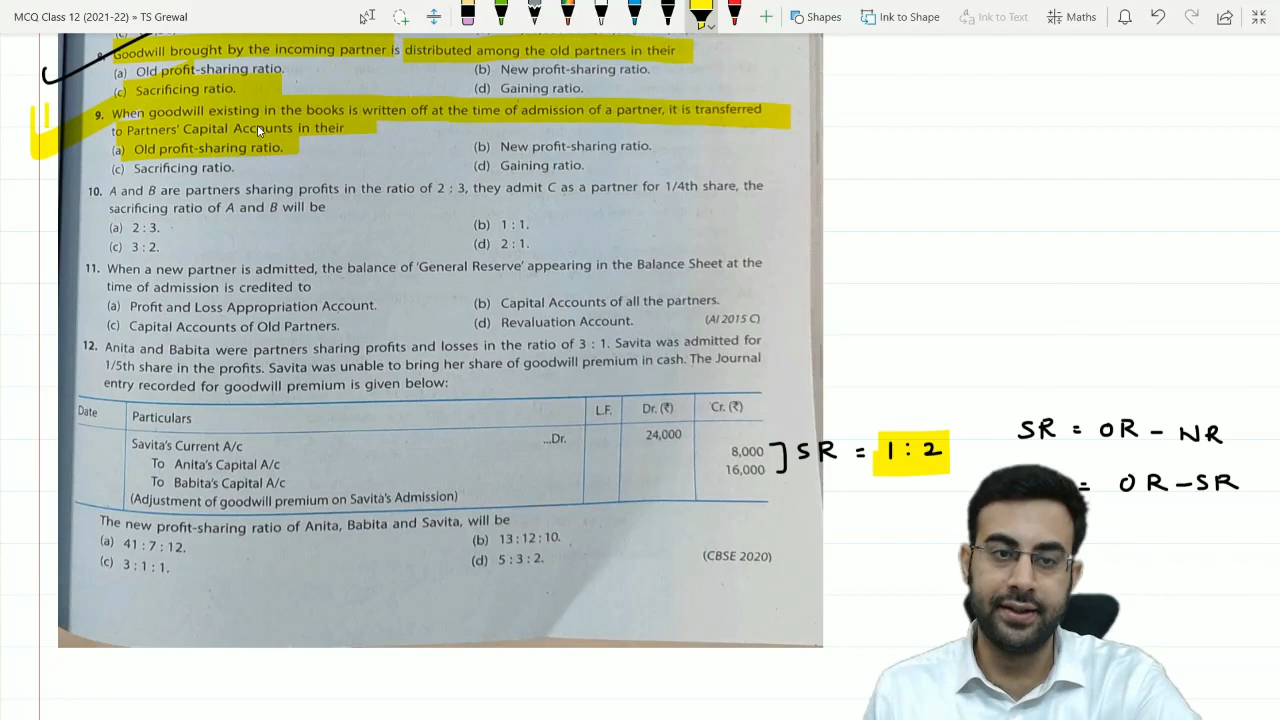 MCQ Class 12 (2021-22) » TS Grewal
Shapes
Ink to Shape
Ink to Text
Maths
Goodwill brought by the incoming partner is distributed among the old partners in their
(a) Old profit-sharing ratio.
(b) New profit-sharing ratio.
(c) Sacrificing ratio.
(d) Gaining ratio.
9. When goodwill existing in the books is written off at the time of admission of a partner, it is transferred
to Partners' Capital Accounts in their
(a) Old profit-sharing ratio.
(b) New profit-sharing ratio.
(c) Sacrificing ratio.
(d) Gaining ratio.
10. A and B are partners sharing profits in the ratio of 2 : 3, they admit C as a partner for 1/4th share, the
sacrificing ratio of A and B will be
(a) 2 : 3.
(b) 1 : 1.
(c) 3 : 2.
(d) 2 : 1.
11. When a new partner is admitted, the balance of 'General Reserve' appearing in the Balance Sheet at the
time of admission is credited to
(a) Profit and Loss Appropriation Account.
(b) Capital Accounts of all the partners.
(c) Capital Accounts of Old Partners.
(d) Revaluation Account.
(AI 2015 C)
12. Anita and Babita were partners sharing profits and losses in the ratio of 3 : 1. Savita was admitted for
1/5th share in the profits. Savita was unable to bring her share of goodwill premium in cash. The Journal
entry recorded for goodwill premium is given below:
Date Particulars L.F. Dr. (₹) Cr. (₹)
Savita's Current A/c ...Dr. 24,000
To Anita's Capital A/c 8,000
To Babita's Capital A/c 16,000
(Adjustment of goodwill premium on Savita's Admission)
SR = 1 : 2
SR = OR - NR
= OR - SR
The new profit-sharing ratio of Anita, Babita and Savita, will be
(a) 41 : 7 : 12.
(b) 13 : 12 : 10.
(c) 3 : 1 : 1.
(d) 5 : 3 : 2.
(CBSE 2020)